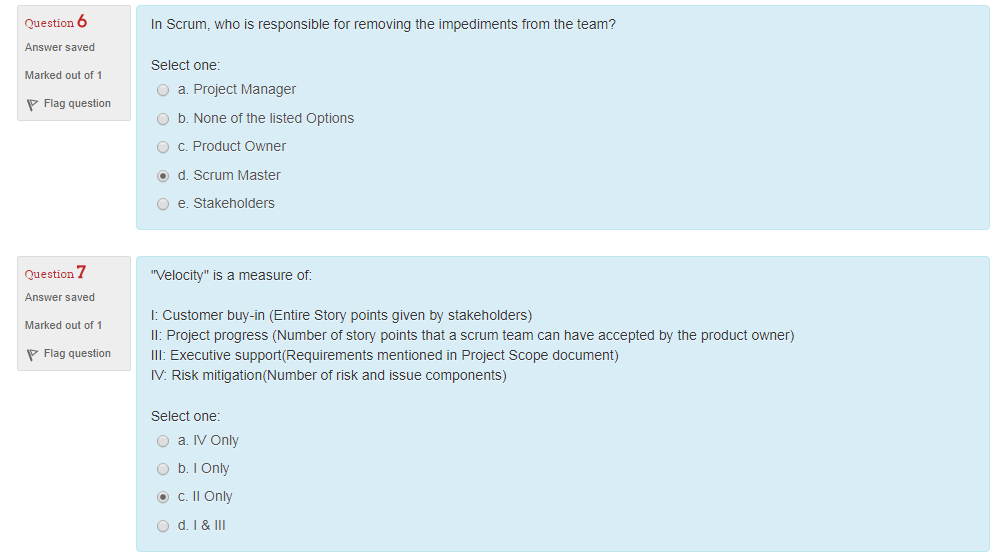 Question 6
Answer saved
Marked out of 1
Flag question
In Scrum, who is responsible for removing the impediments from the team?
Select one:
a. Project Manager
b. None of the listed Options
c. Product Owner
d. Scrum Master
e. Stakeholders
Question 7
Answer saved
Marked out of 1
Flag question
"Velocity" is a measure of:
I: Customer buy-in (Entire Story points given by stakeholders)
II: Project progress (Number of story points that a scrum team can have accepted by the product owner)
III: Executive support(Requirements mentioned in Project Scope document)
IV: Risk mitigation(Number of risk and issue components)
Select one:
a. IV Only
b. I Only
c. II Only
d. I & III